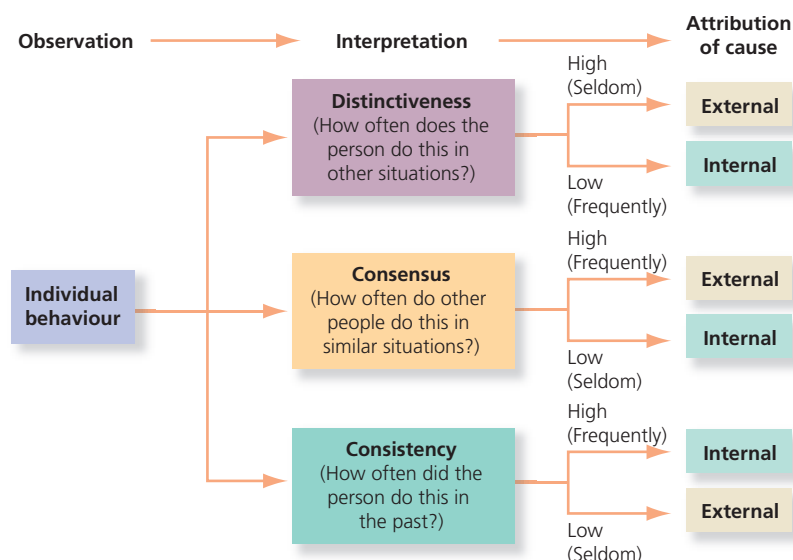 Observation
Interpretation
Attribution
of cause
Individual
behaviour
Distinctiveness
(How often does the
person do this in
other situations?)
High
(Seldom)
External
Low
(Frequently)
Internal
Consensus
(How often do other
people do this in
similar situations?)
High
(Frequently)
External
Low
(Seldom)
Internal
Consistency
(How often did the
person do this in
the past?)
High
(Frequently)
Internal
Low
(Seldom)
External